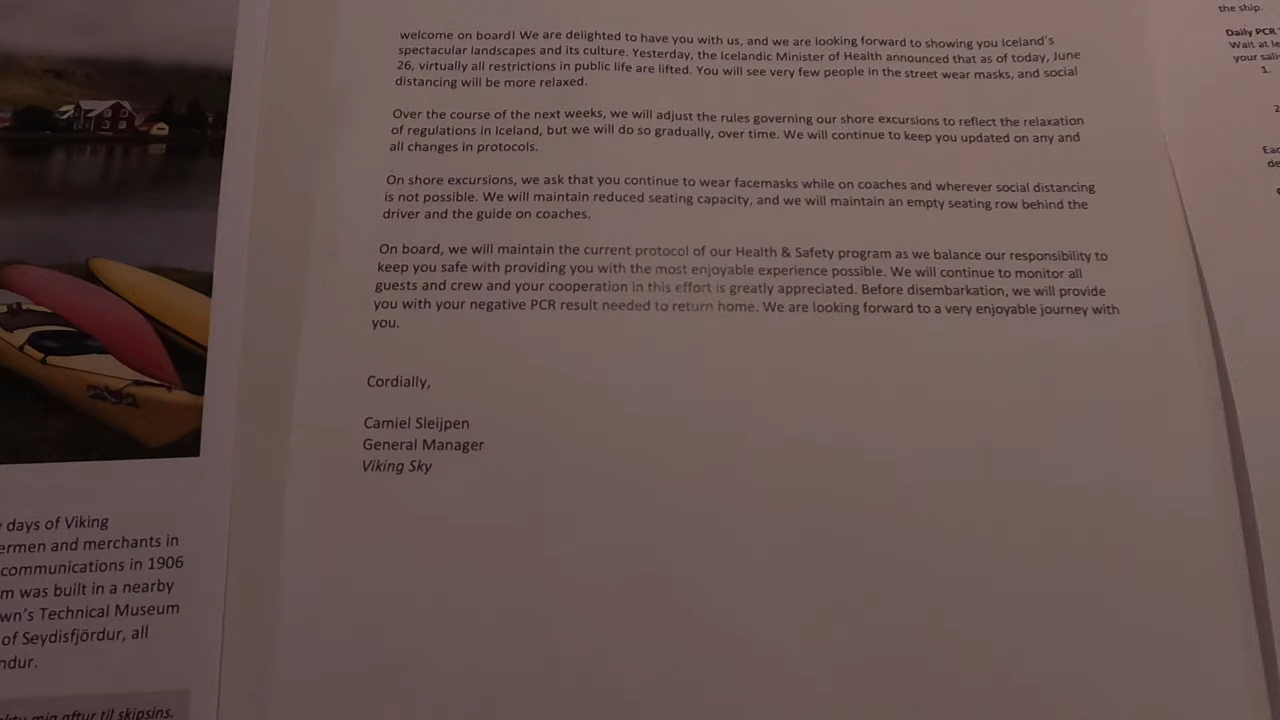 welcome on board! We are delighted to have you with us, and we are looking forward to showing you Iceland's
spectacular landscapes and its culture. Yesterday, the Icelandic Minister of Health announced that as of today, June
26, virtually all restrictions in public life are lifted. You will see very few people in the street wear masks, and social
distancing will be more relaxed.
Over the course of the next weeks, we will adjust the rules governing our shore excursions to reflect the relaxation
of regulations in Iceland, but we will do so gradually, over time. We will continue to keep you updated on any and
all changes in protocols.
On shore excursions, we ask that you continue to wear facemasks while on coaches and wherever social distancing
is not possible. We will maintain reduced seating capacity, and we will maintain an empty seating row behind the
driver and the guide on coaches.
On board, we will maintain the current protocol of our Health & Safety program as we balance our responsibility to
keep you safe with providing you with the most enjoyable experience possible. We will continue to monitor all
guests and crew and your cooperation in this effort is greatly appreciated. Before disembarkation, we will provide
you with your negative PCR result needed to return home. We are looking forward to a very enjoyable journey with
you.
Cordially,
Camiel Sleijpen
General Manager
Viking Sky
days of Viking
ermen and merchants in
communications in 1906
m was built in a nearby
wn's Technical Museum
of Seydisfjördur, all
ndur.
mig aftur til skipsins.
the ship.
Daily PCR
Wait at le
your sali
1.
2
Eac
de